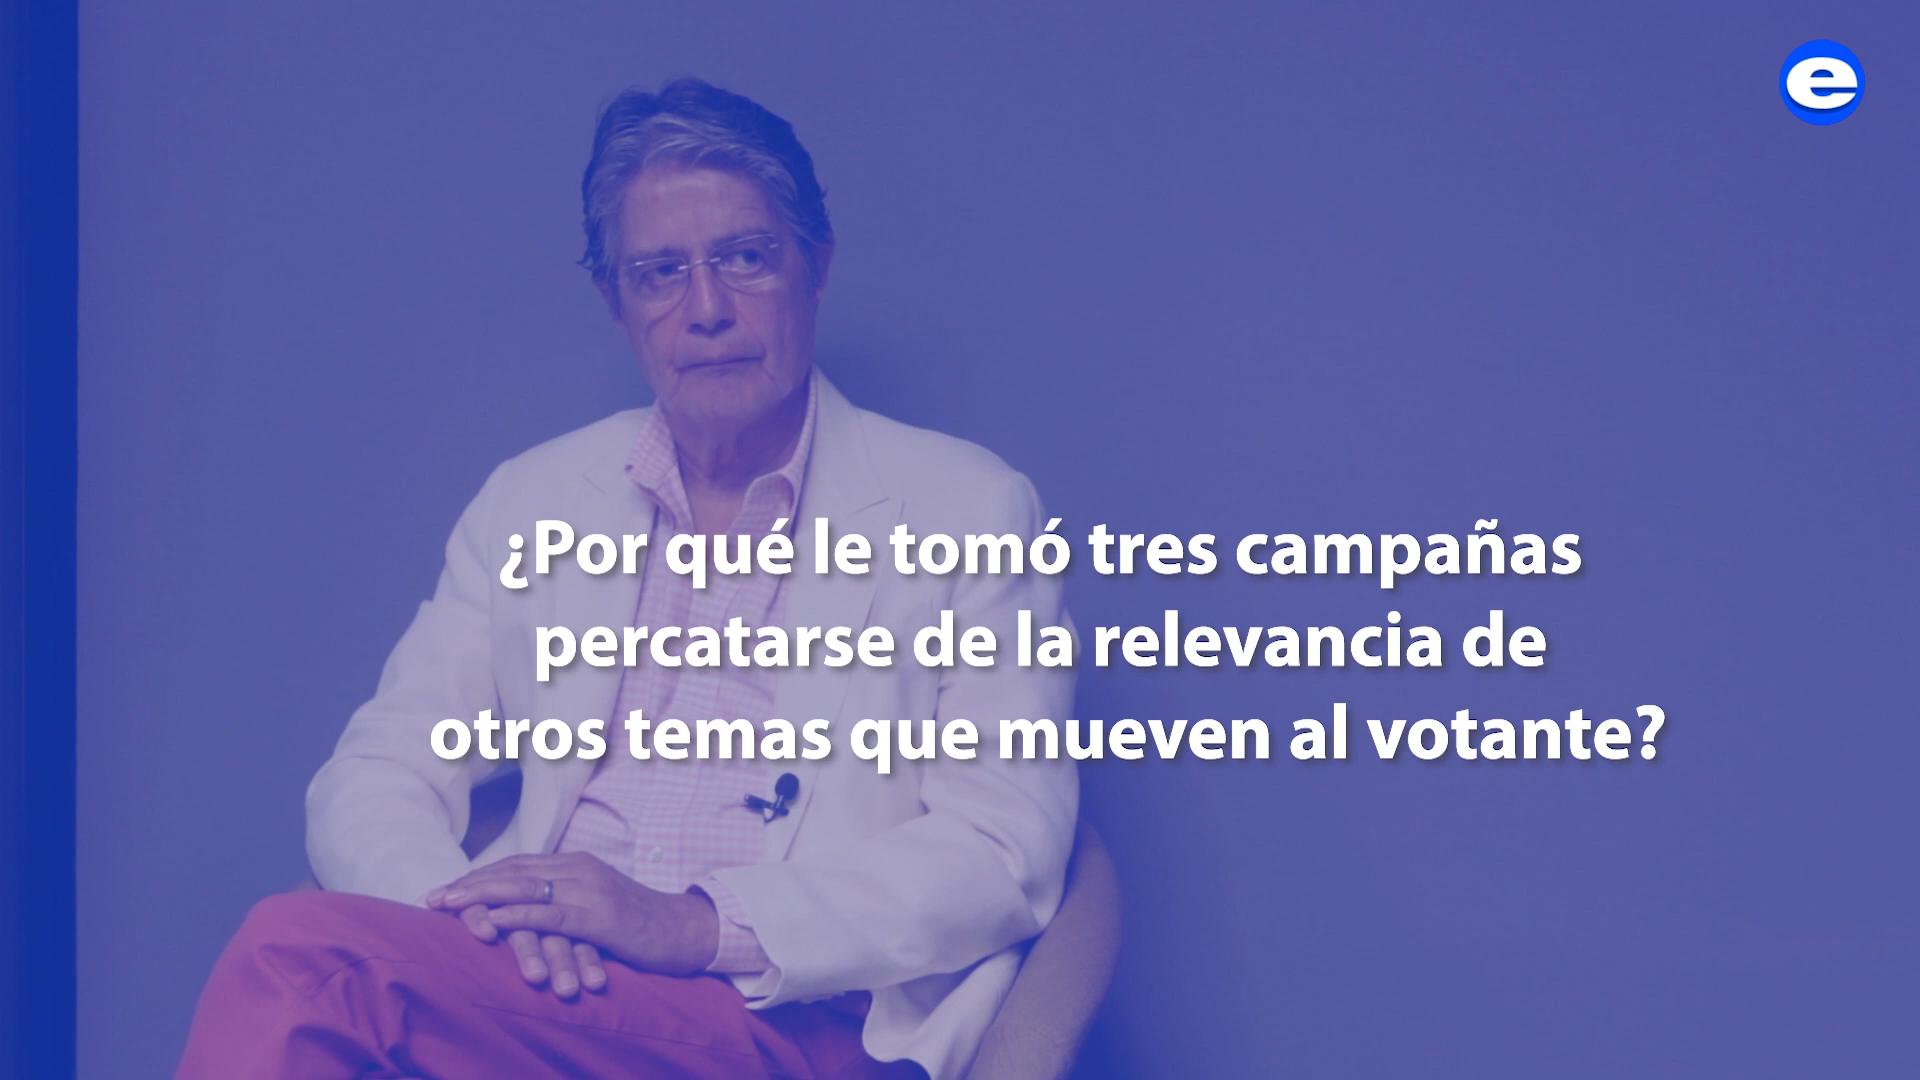 e
¿Por qué le tomó tres campañas
percatarse de la relevancia de
otros temas que mueven al votante?